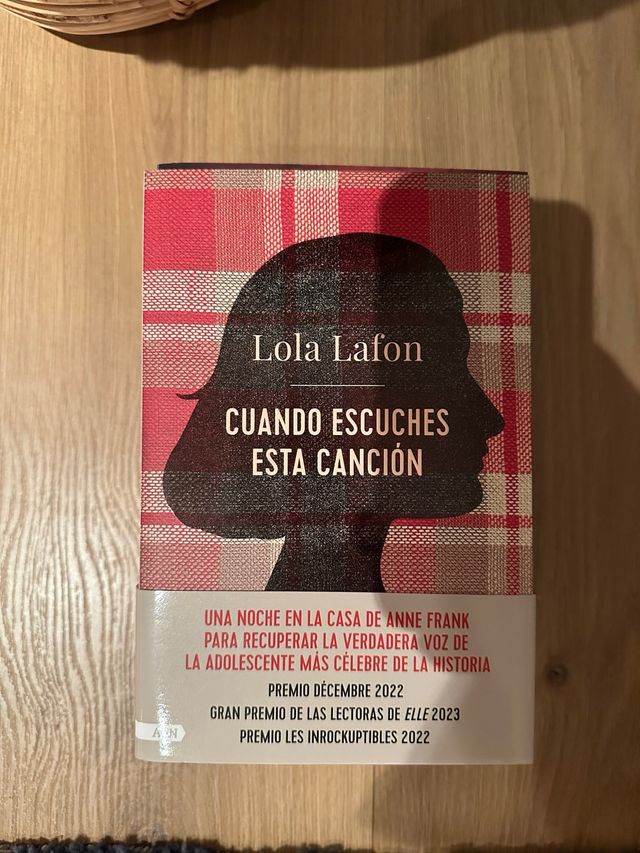 Lola Lafon
CUANDO ESCUCHES
ESTA CANCIÓN
UNA NOCHE EN LA CASA DE ANNE FRANK
PARA RECUPERAR LA VERDADERA VOZ DE
LA ADOLESCENTE MÁS CÉLEBRE DE LA HISTORIA
PREMIO DÉCEMBRE 2022
GRAN PREMIO DE LAS LECTORAS DE ELLE 2023
PREMIO LES INROCKUPTIBLES 2022
AdN